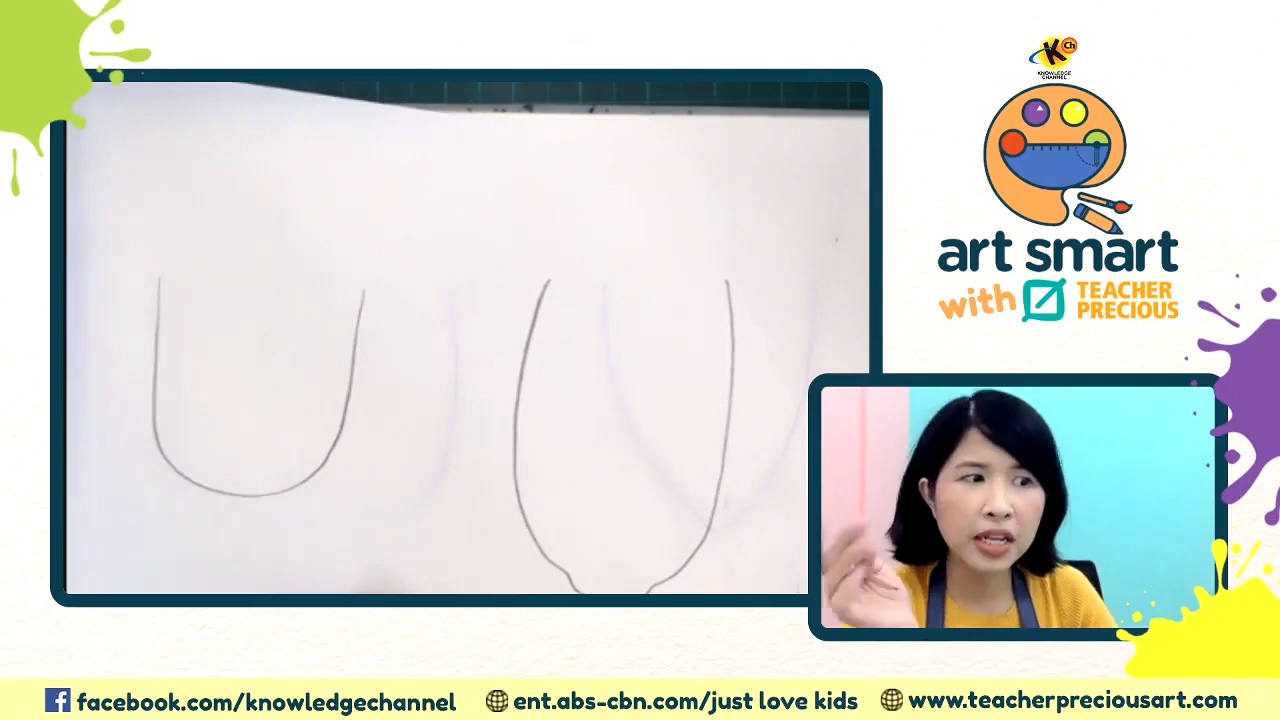 K Ch
KNOWLEDGE
CHANNEL
art smart
with TEACHER
PRECIOUS
facebook.com/knowledgechannel
ent.abs-cbn.com/just love kids
www.teacherpreciousart.com